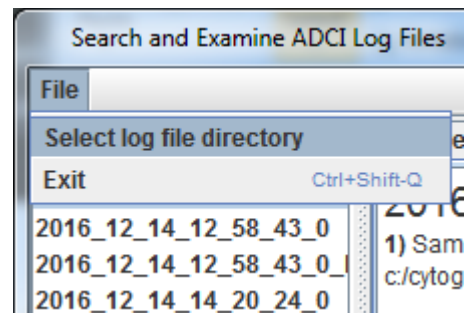 Search and Examine ADCI Log Files
File
Select log file directory
Exit Ctrl+Shift-Q
2016_12_14_12_58_43_0
2016_12_14_12_58_43_0_
2016_12_14_14_20_24_0
1) Sam
c:/cytog